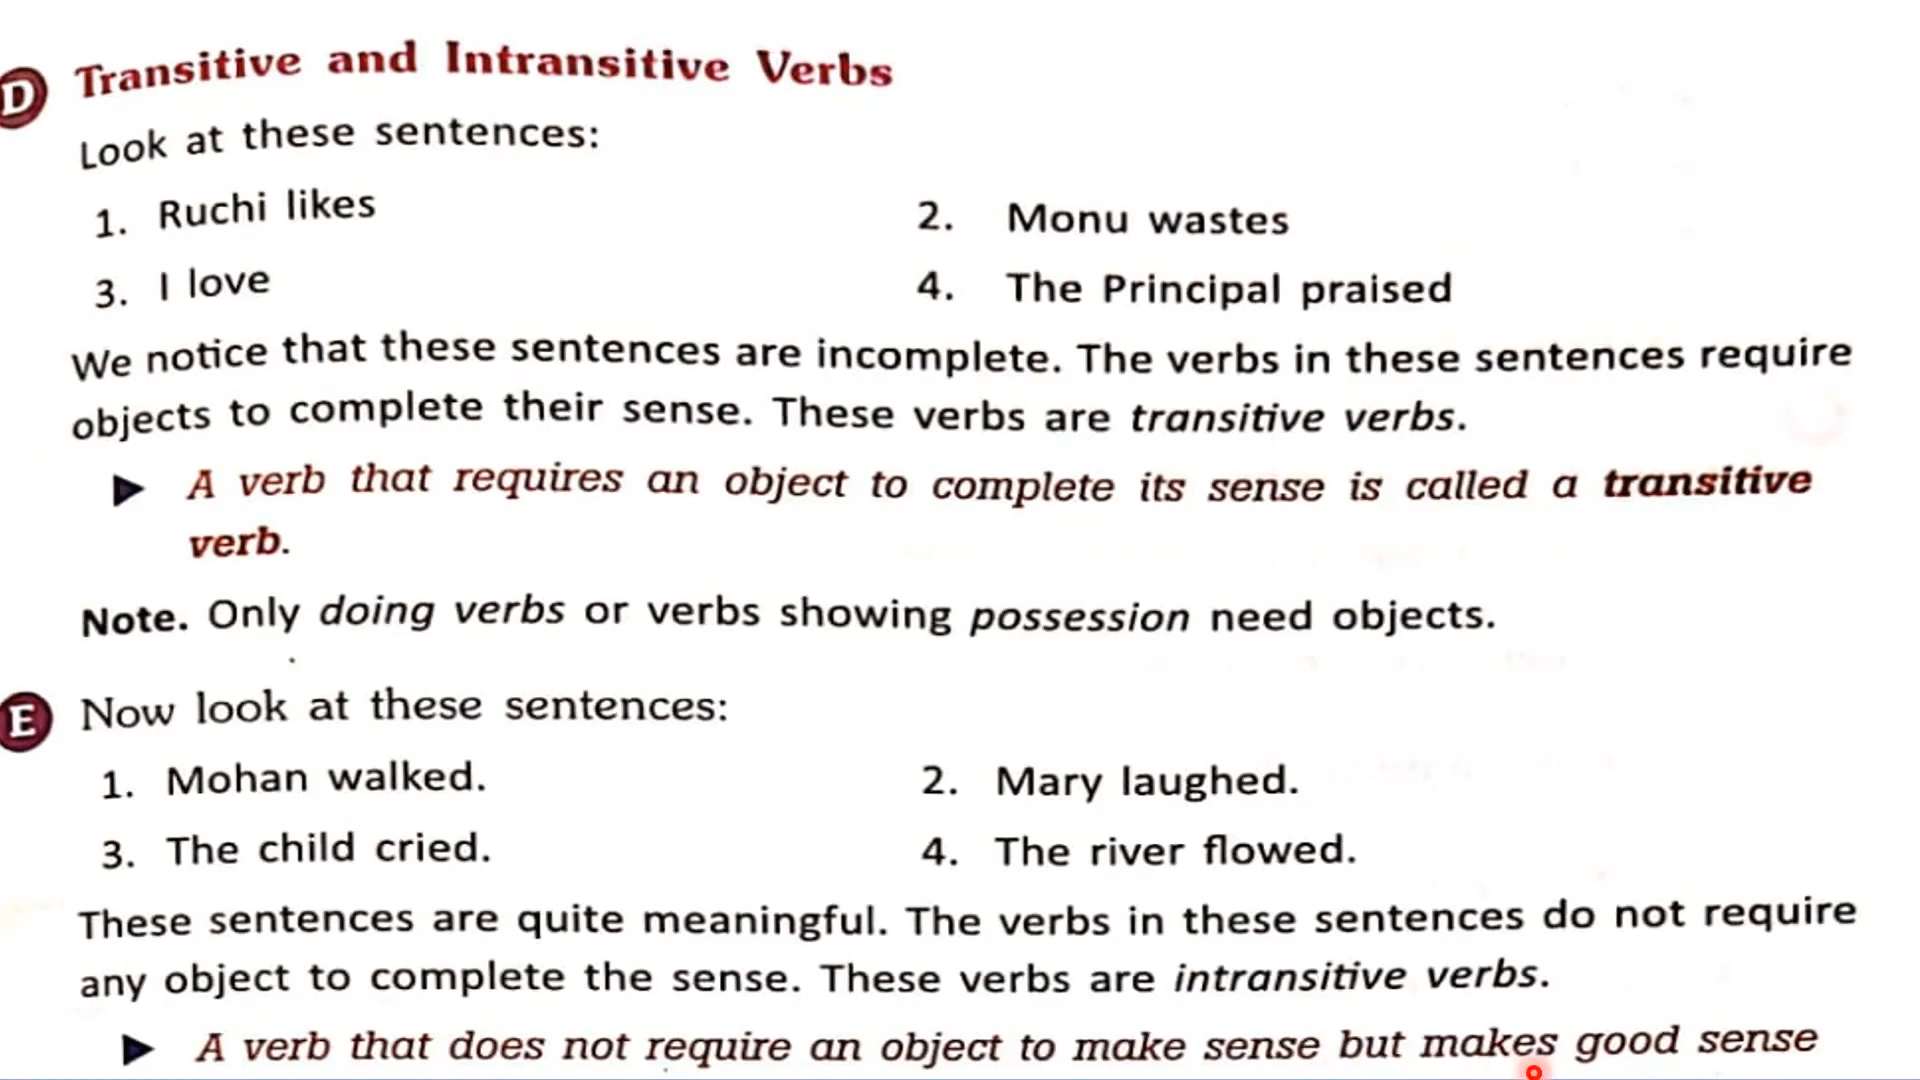 D Transitive and Intransitive Verbs
Look at these sentences:
1. Ruchi likes 2. Monu wastes
3. I love 4. The Principal praised
We notice that these sentences are incomplete. The verbs in these sentences require
objects to complete their sense. These verbs are transitive verbs.
► A verb that requires an object to complete its sense is called a transitive
verb.
Note. Only doing verbs or verbs showing possession need objects.
E Now look at these sentences:
1. Mohan walked. 2. Mary laughed.
3. The child cried. 4. The river flowed.
These sentences are quite meaningful. The verbs in these sentences do not require
any object to complete the sense. These verbs are intransitive verbs.
► A verb that does not require an object to make sense but makes good sense